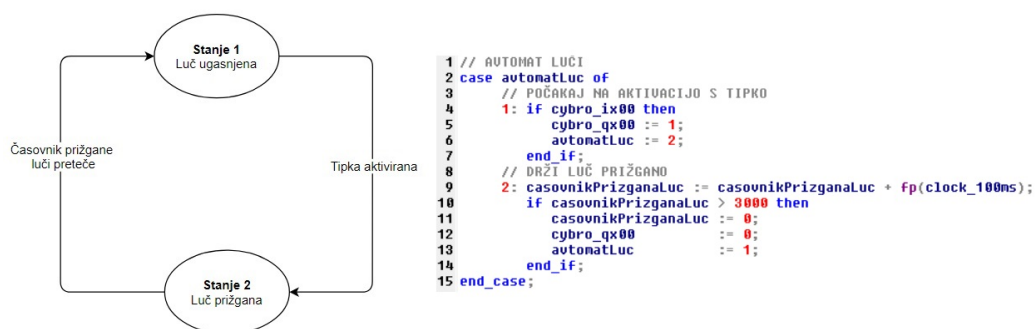 Stanje 1
Luč ugasnjena
Časovnik prižgane
luči preteče
Tipka aktivirana
Stanje 2
Luč prižgana
1 // AVTOMAT LUČI
2 case avtomatLuc of
3 // POČAKAJ NA AKTIVACIJO S TIPKO
4 1: if cybro_ix00 then
5 cybro_qx00 := 1;
6 avtomatLuc := 2;
7 end_if;
8 // DRŽI LUČ PRIŽGANO
9 2: casovnikPrizganaLuc := casovnikPrizganaLuc + fp(clock_100ms);
10 if casovnikPrizganaLuc > 3000 then
11 casovnikPrizganaLuc := 0;
12 cybro_qx00 := 0;
13 avtomatLuc := 1;
14 end_if;
15 end_case;